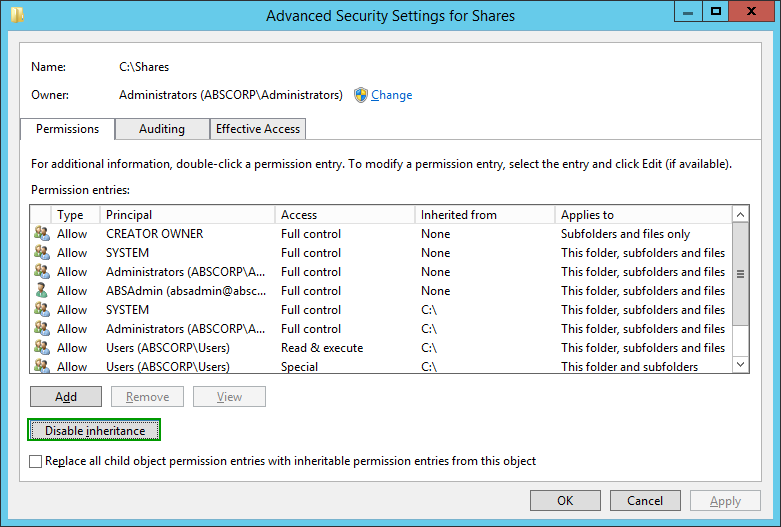 Advanced Security Settings for Shares
Name: C:\Shares
Owner: Administrators (ABSCORP\Administrators) Change
Permissions Auditing Effective Access
For additional information, double-click a permission entry. To modify a permission entry, select the entry and click Edit (if available).
Permission entries:
Type Principal Access Inherited from Applies to
Allow CREATOR OWNER Full control None Subfolders and files only
Allow SYSTEM Full control None This folder, subfolders and files
Allow Administrators (ABSCORP\A... Full control None This folder, subfolders and files
Allow ABSAdmin (absadmin@absc... Full control None This folder, subfolders and files
Allow SYSTEM Full control C:\ This folder, subfolders and files
Allow Administrators (ABSCORP\A... Full control C:\ This folder, subfolders and files
Allow Users (ABSCORP\Users) Read & execute C:\ This folder, subfolders and files
Allow Users (ABSCORP\Users) Special C:\ This folder and subfolders
Add Remove View
Disable inheritance
Replace all child object permission entries with inheritable permission entries from this object
OK Cancel Apply